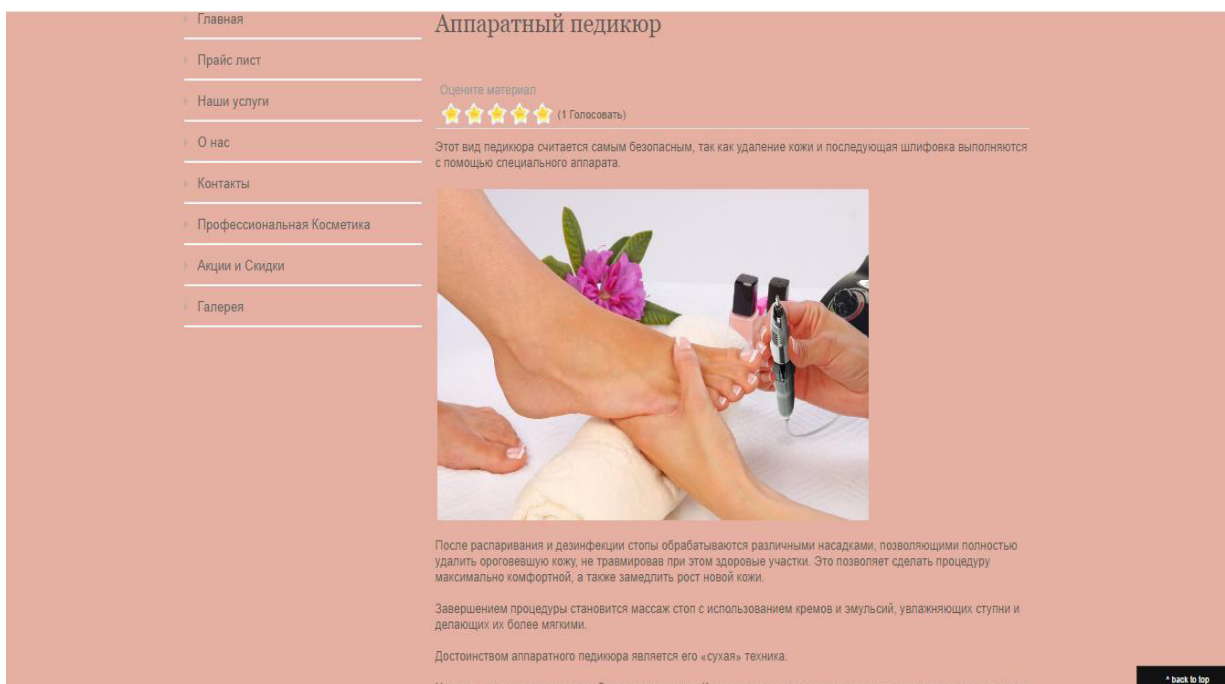 Главная
Прайс лист
Наши услуги
О нас
Контакты
Профессиональная Косметика
Акции и Скидки
Галерея
Аппаратный педикюр
Оцените материал
(1 Голосовать)
Этот вид педикюра считается самым безопасным, так как удаление кожи и последующая шлифовка выполняются
с помощью специального аппарата.
После распаривания и дезинфекции стопы обрабатываются различными насадками, позволяющими полностью
удалить ороговевшую кожу, не травмировав при этом здоровые участки. Это позволяет сделать процедуру
максимально комфортной, а также замедлить рост новой кожи.
Завершением процедуры становится массаж стоп с использованием кремов и эмульсий, увлажняющих ступни и
делающих их более мягкими.
Достоинством аппаратного педикюра является его «сухая» техника.
^ back to top